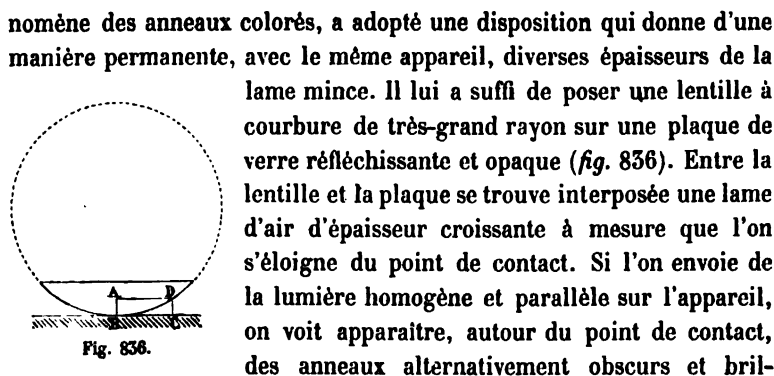 nomène des anneaux colorés, a adopté une disposition qui donne d'une
manière permanente, avec le même appareil, diverses épaisseurs de la
lame mince. Il lui a suffi de poser une lentille à
courbure de très-grand rayon sur une plaque de
verre réfléchissante et opaque (fig. 836). Entre la
lentille et la plaque se trouve interposée une lame
d'air d'épaisseur croissante à mesure que l'on
s'éloigne du point de contact. Si l'on envoie de
la lumière homogène et parallèle sur l'appareil,
on voit apparaître, autour du point de contact,
des anneaux alternativement obscurs et bril-
A D
B C
Fig. 836.